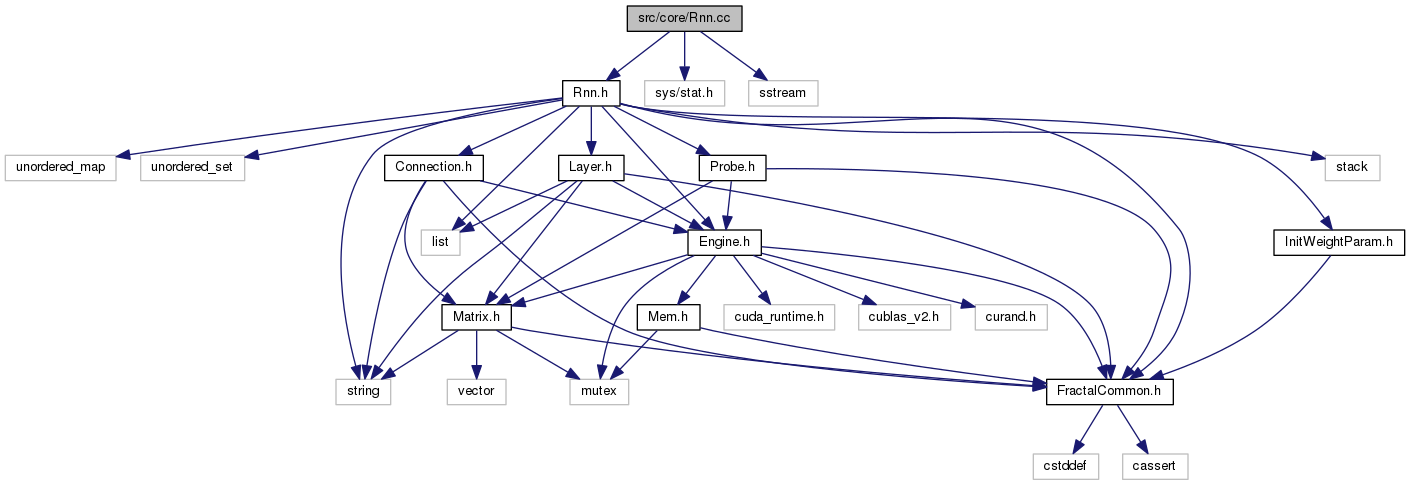 src/core/Rnn.cc
Rnn.h
sys/stat.h
sstream
unordered_map
unordered_set
Connection.h
Layer.h
Probe.h
stack
list
Engine.h
InitWeightParam.h
Matrix.h
Mem.h
cuda_runtime.h
cublas_v2.h
curand.h
string
vector
mutex
FractalCommon.h
cstddef
cassert